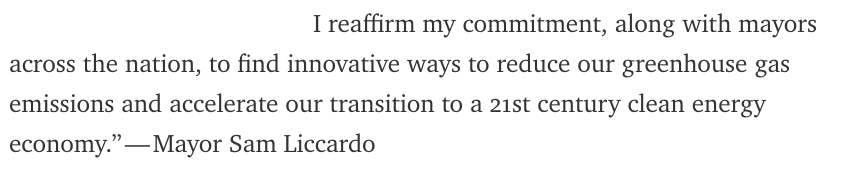 I reaffirm my commitment, along with mayors
across the nation, to find innovative ways to reduce our greenhouse gas
emissions and accelerate our transition to a 21st century clean energy
economy.”—Mayor Sam Liccardo